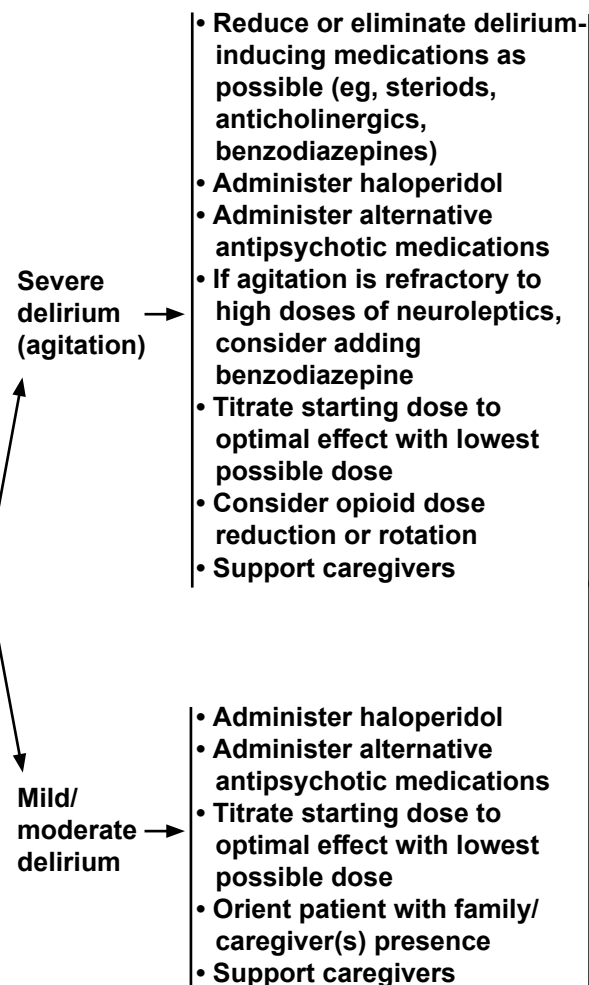 • Reduce or eliminate delirium-
inducing medications as
possible (eg, steriods,
anticholinergics,
benzodiazepines)
• Administer haloperidol
• Administer alternative
antipsychotic medications
Severe
delirium
(agitation)
• If agitation is refractory to
high doses of neuroleptics,
consider adding
benzodiazepine
• Titrate starting dose to
optimal effect with lowest
possible dose
• Consider opioid dose
reduction or rotation
• Support caregivers
• Administer haloperidol
• Administer alternative
antipsychotic medications
Mild/
moderate
delirium
• Titrate starting dose to
optimal effect with lowest
possible dose
• Orient patient with family/
caregiver(s) presence
• Support caregivers